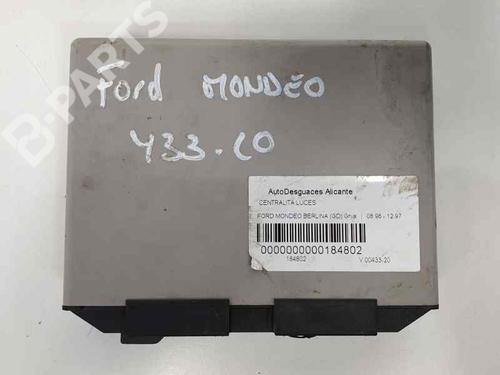 B-PARTS
Ford MONDEO
433.CO
AutoDesguaces Alicante
CENTRALITA LUCES
FORD MONDEO BERLINA (GD) Ghia | 08.96 - 12.97
0000000000184802
184802 V.00433-20